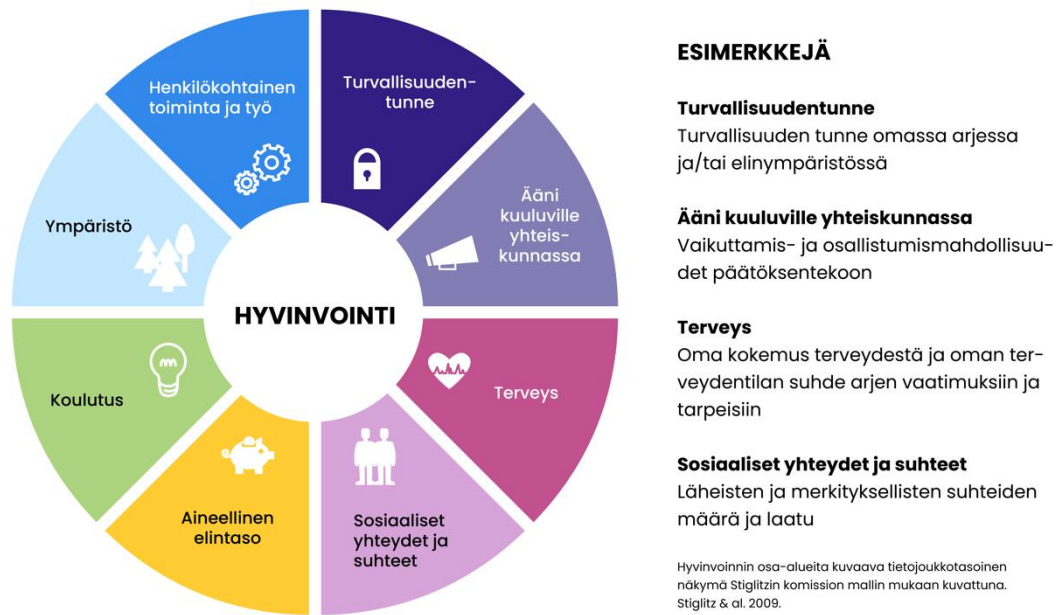 Henkilökohtainen
toiminta ja työ
Turvallisuuden-
tunne
Ääni
kuuluville
yhteis-
kunnassa
Ympäristö
HYVINVOINTI
Koulutus
Terveys
Aineellinen
elintaso
Sosiaaliset
yhteydet ja
suhteet
ESIMERKKEJÄ
Turvallisuudentunne
Turvallisuuden tunne omassa arjessa
ja/tai elinympäristössä
Ääni kuuluville yhteiskunnassa
Vaikuttamis- ja osallistumismahdollisuu-
det päätöksentekoon
Terveys
Oma kokemus terveydestä ja oman ter-
veydentilan suhde arjen vaatimuksiin ja
tarpeisiin
Sosiaaliset yhteydet ja suhteet
Läheisten ja merkityksellisten suhteiden
määrä ja laatu
Hyvinvoinnin osa-alueita kuvaava tietojoukkotasoinen
näkymä Stiglitzin komission mallin mukaan kuvattuna.
Stiglitz & al. 2009.